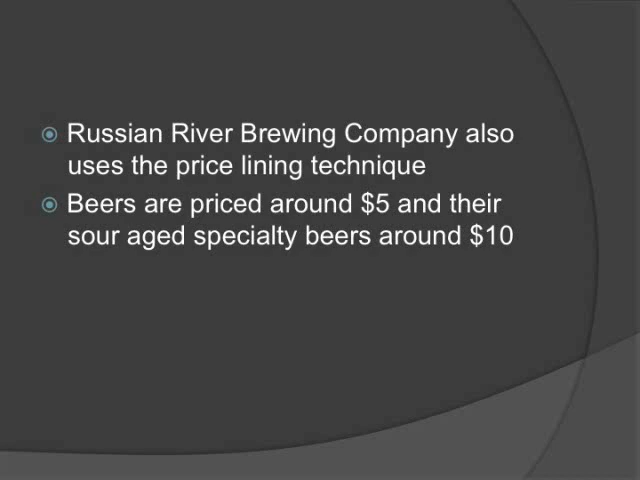 Russian River Brewing Company also
uses the price lining technique
Beers are priced around $5 and their
sour aged specialty beers around $10